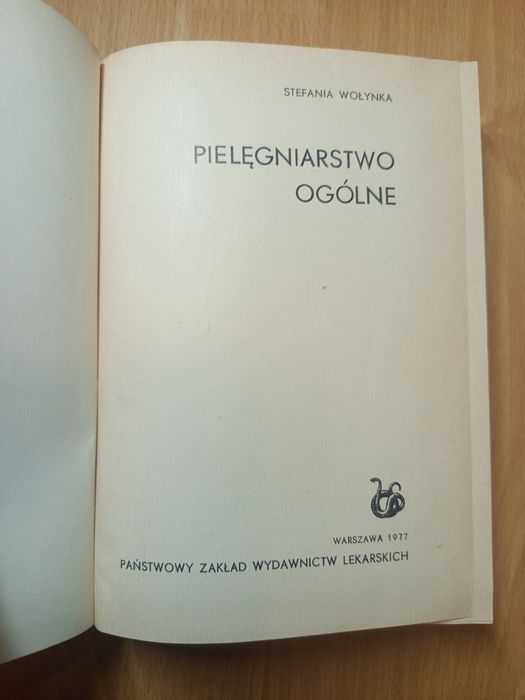 STEFANIA WOŁYNKA
PIELĘGNIARSTWO
OGÓLNE
WARSZAWA 1977
PAŃSTWOWY ZAKŁAD WYDAWNICTW LEKARSKICH